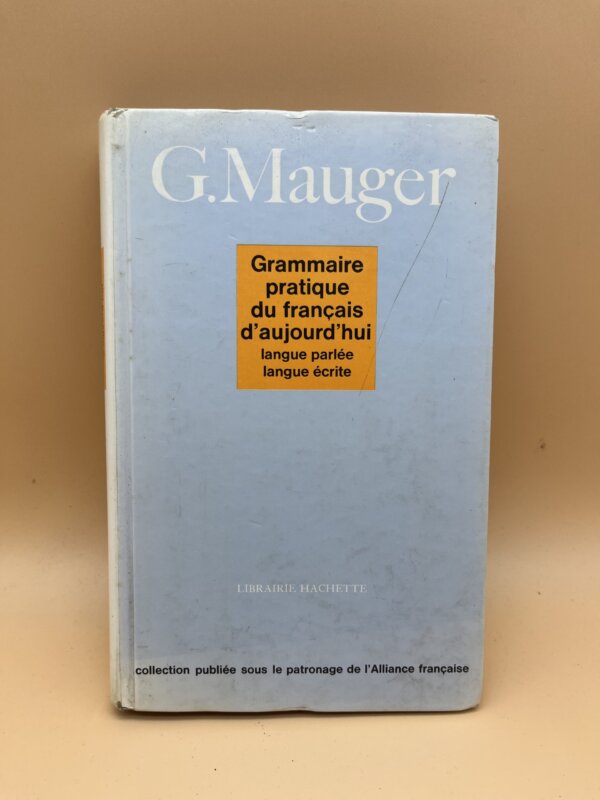 G.Mauger
Grammaire
pratique
du français
d'aujourd'hui
langue parlée
langue écrite
LIBRAIRIE HACHETTE
collection publiée sous le patronage de l'Alliance française